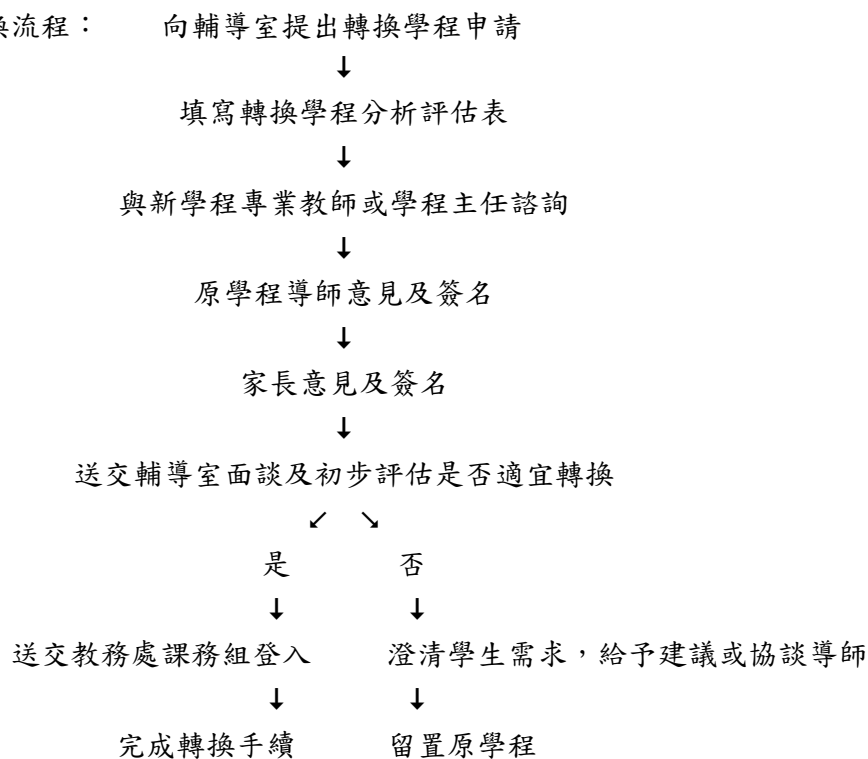 換流程： 向輔導室提出轉換學程申請
↓
填寫轉換學程分析評估表
↓
與新學程專業教師或學程主任諮詢
↓
原學程導師意見及簽名
↓
家長意見及簽名
↓
送交輔導室面談及初步評估是否適宜轉換
↙ ↘
是 否
↓ ↓
送交教務處課務組登入 澄清學生需求，給予建議或協談導師
↓ ↓
完成轉換手續 留置原學程